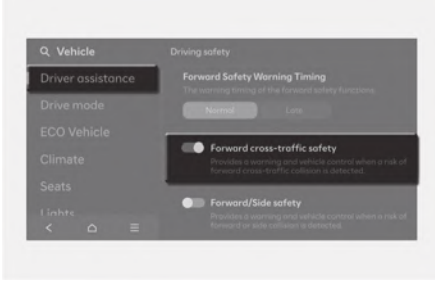 Vehicle
Driver assistance
Drive mode
ECO Vehicle
Climate
Seats
Lights
Driving safety
Forward Safety Warning Timing
The warning timing of the forward safety functions.
Normal
Late
Forward cross-traffic safety
Provides a warning and vehicle control when a risk of
forward cross-traffic collision is detected.
Forward/Side safety
Provides a warning and vehicle control when a risk of
forward or side collision is detected.